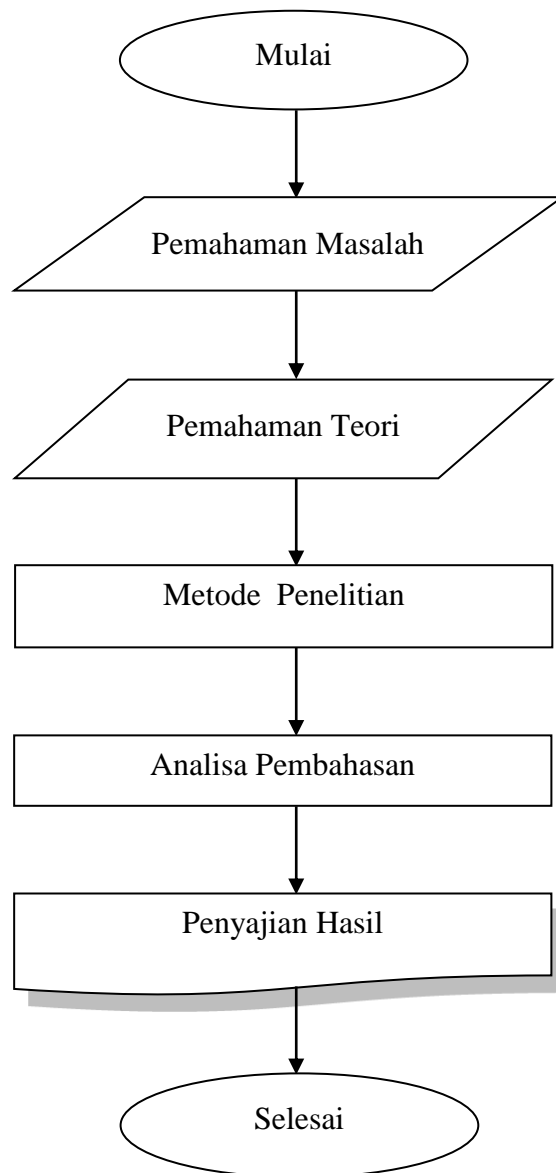 Mulai
Pemahaman Masalah
Pemahaman Teori
Metode Penelitian
Analisa Pembahasan
Penyajian Hasil
Selesai